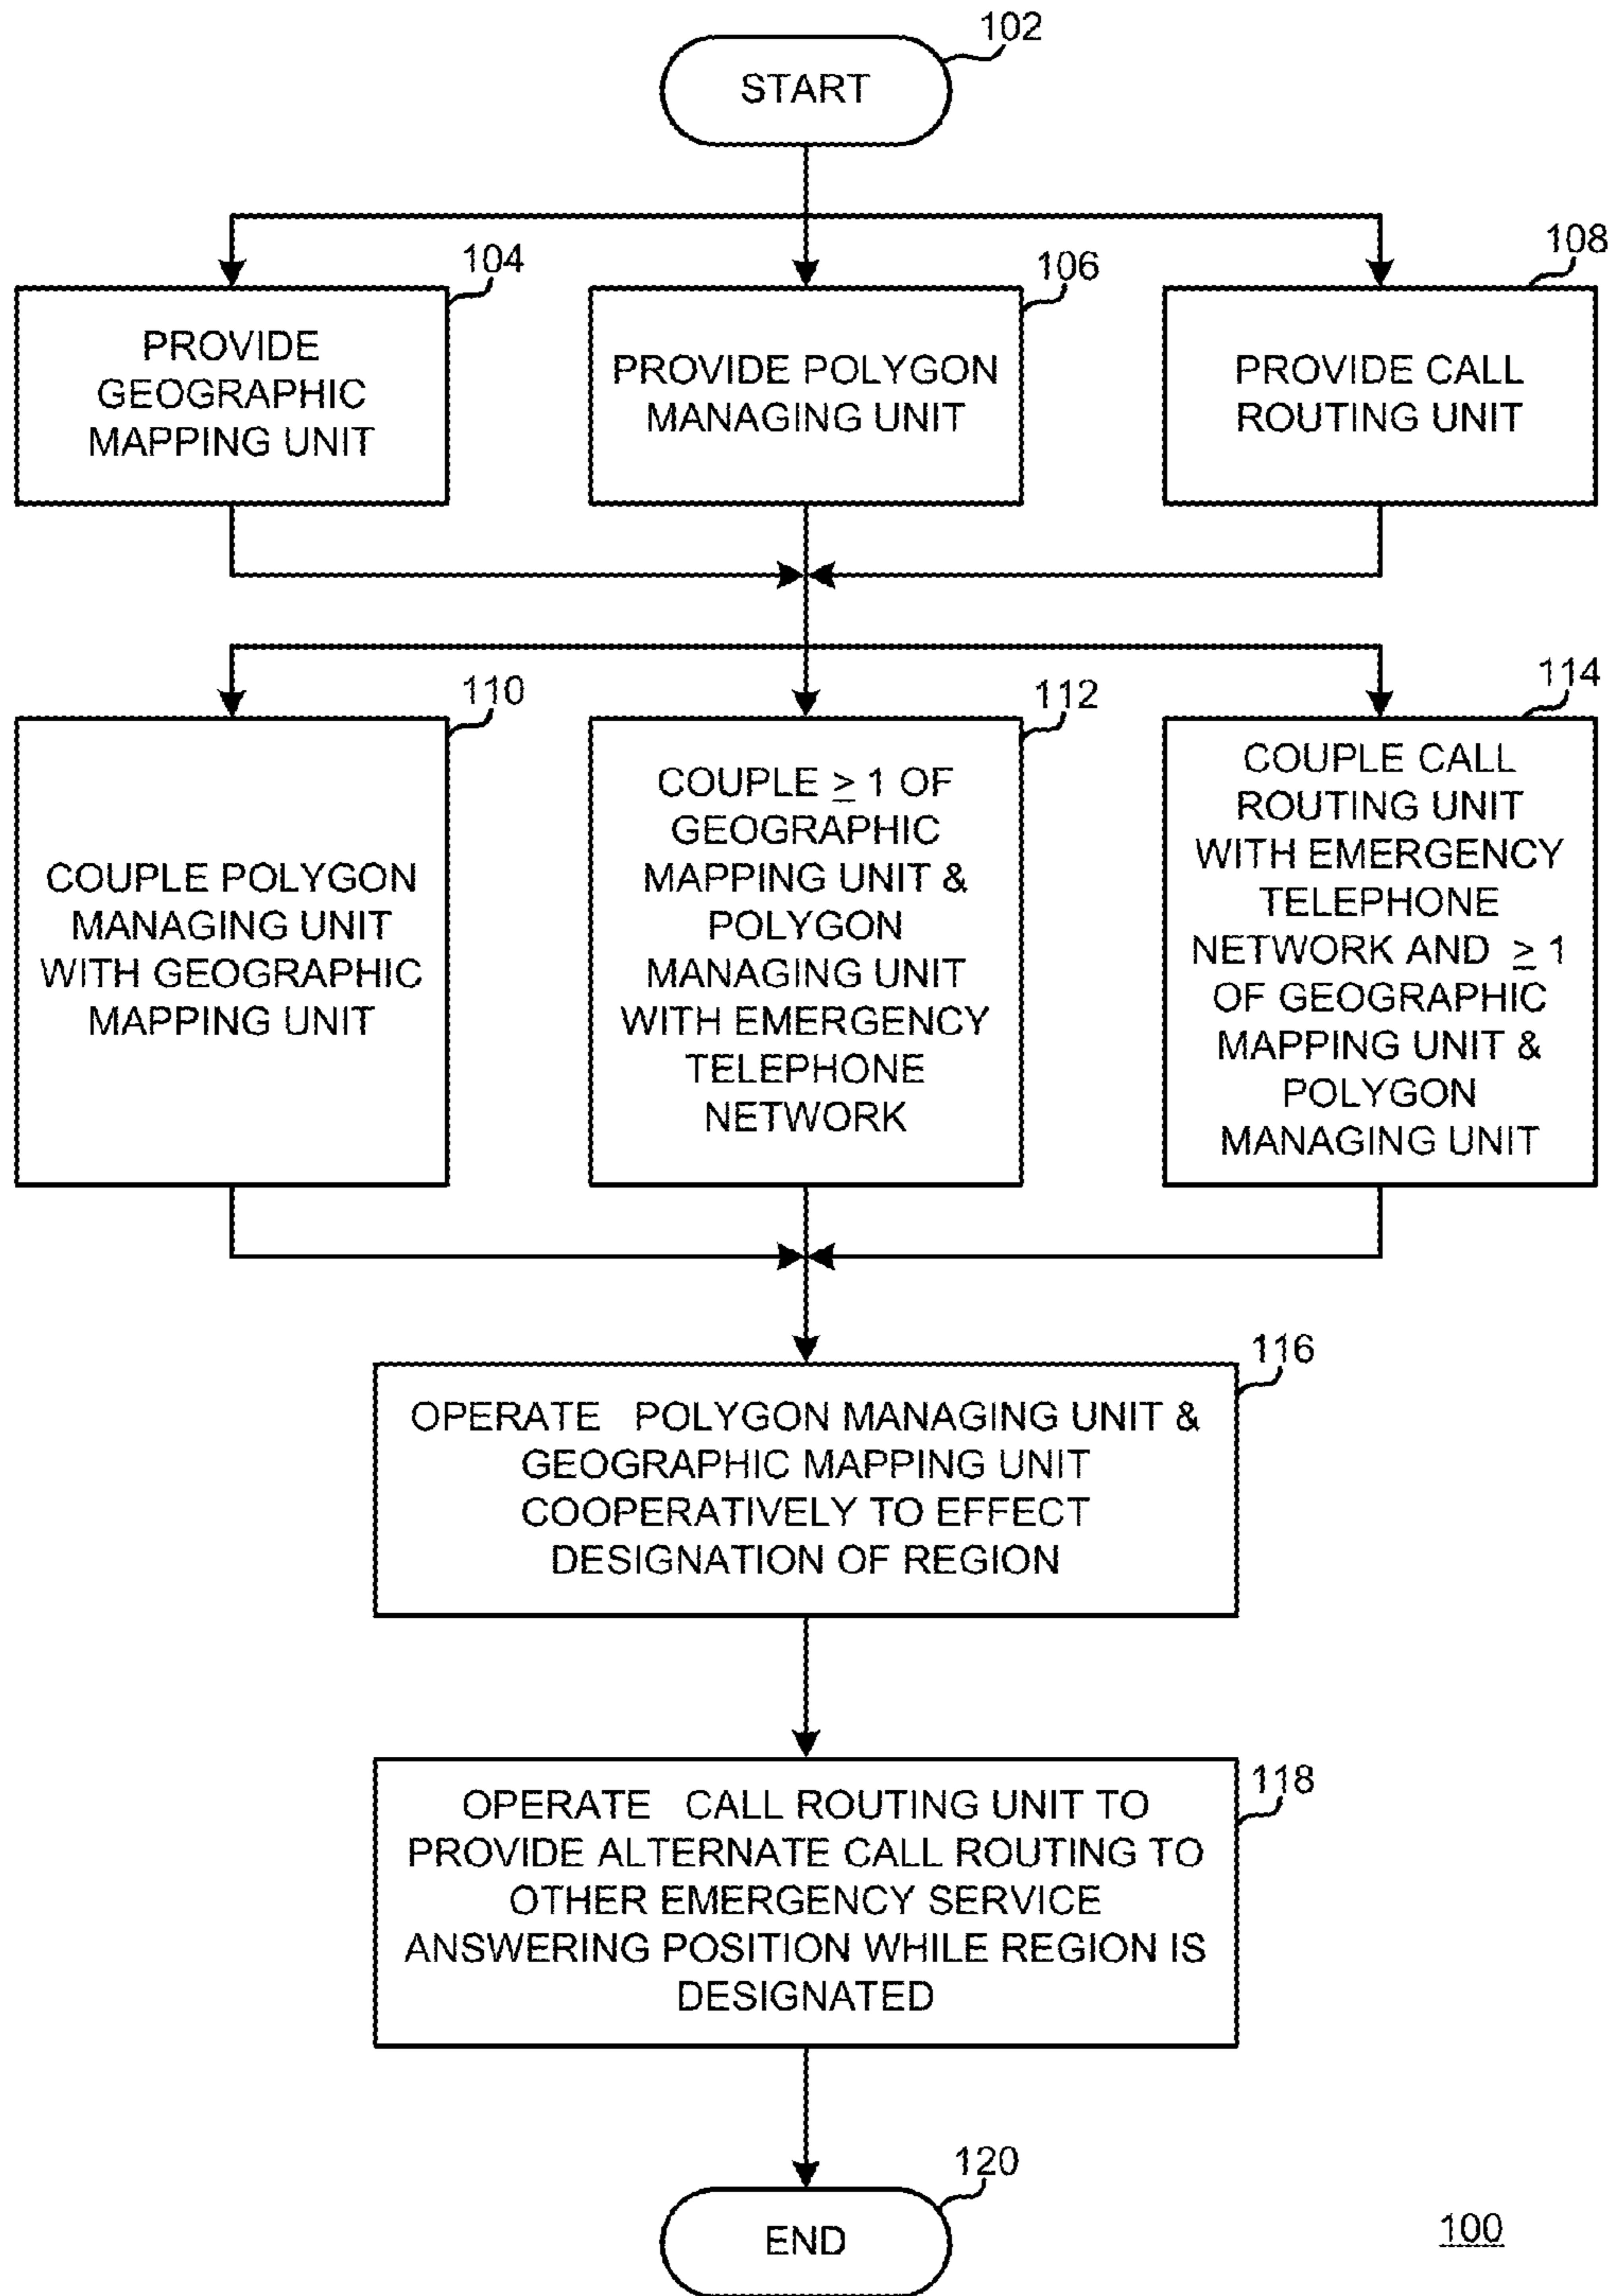 102
START
104
PROVIDE
GEOGRAPHIC
MAPPING UNIT
106
PROVIDE POLYGON
MANAGING UNIT
108
PROVIDE CALL
ROUTING UNIT
110
COUPLE POLYGON
MANAGING UNIT
WITH GEOGRAPHIC
MAPPING UNIT
112
COUPLE ≥ 1 OF
GEOGRAPHIC
MAPPING UNIT &
POLYGON
MANAGING UNIT
WITH EMERGENCY
TELEPHONE
NETWORK
114
COUPLE CALL
ROUTING UNIT
WITH EMERGENCY
TELEPHONE
NETWORK AND ≥ 1
OF GEOGRAPHIC
MAPPING UNIT &
POLYGON
MANAGING UNIT
116
OPERATE POLYGON MANAGING UNIT &
GEOGRAPHIC MAPPING UNIT
COOPERATIVELY TO EFFECT
DESIGNATION OF REGION
118
OPERATE CALL ROUTING UNIT TO
PROVIDE ALTERNATE CALL ROUTING TO
OTHER EMERGENCY SERVICE
ANSWERING POSITION WHILE REGION IS
DESIGNATED
120
END
100